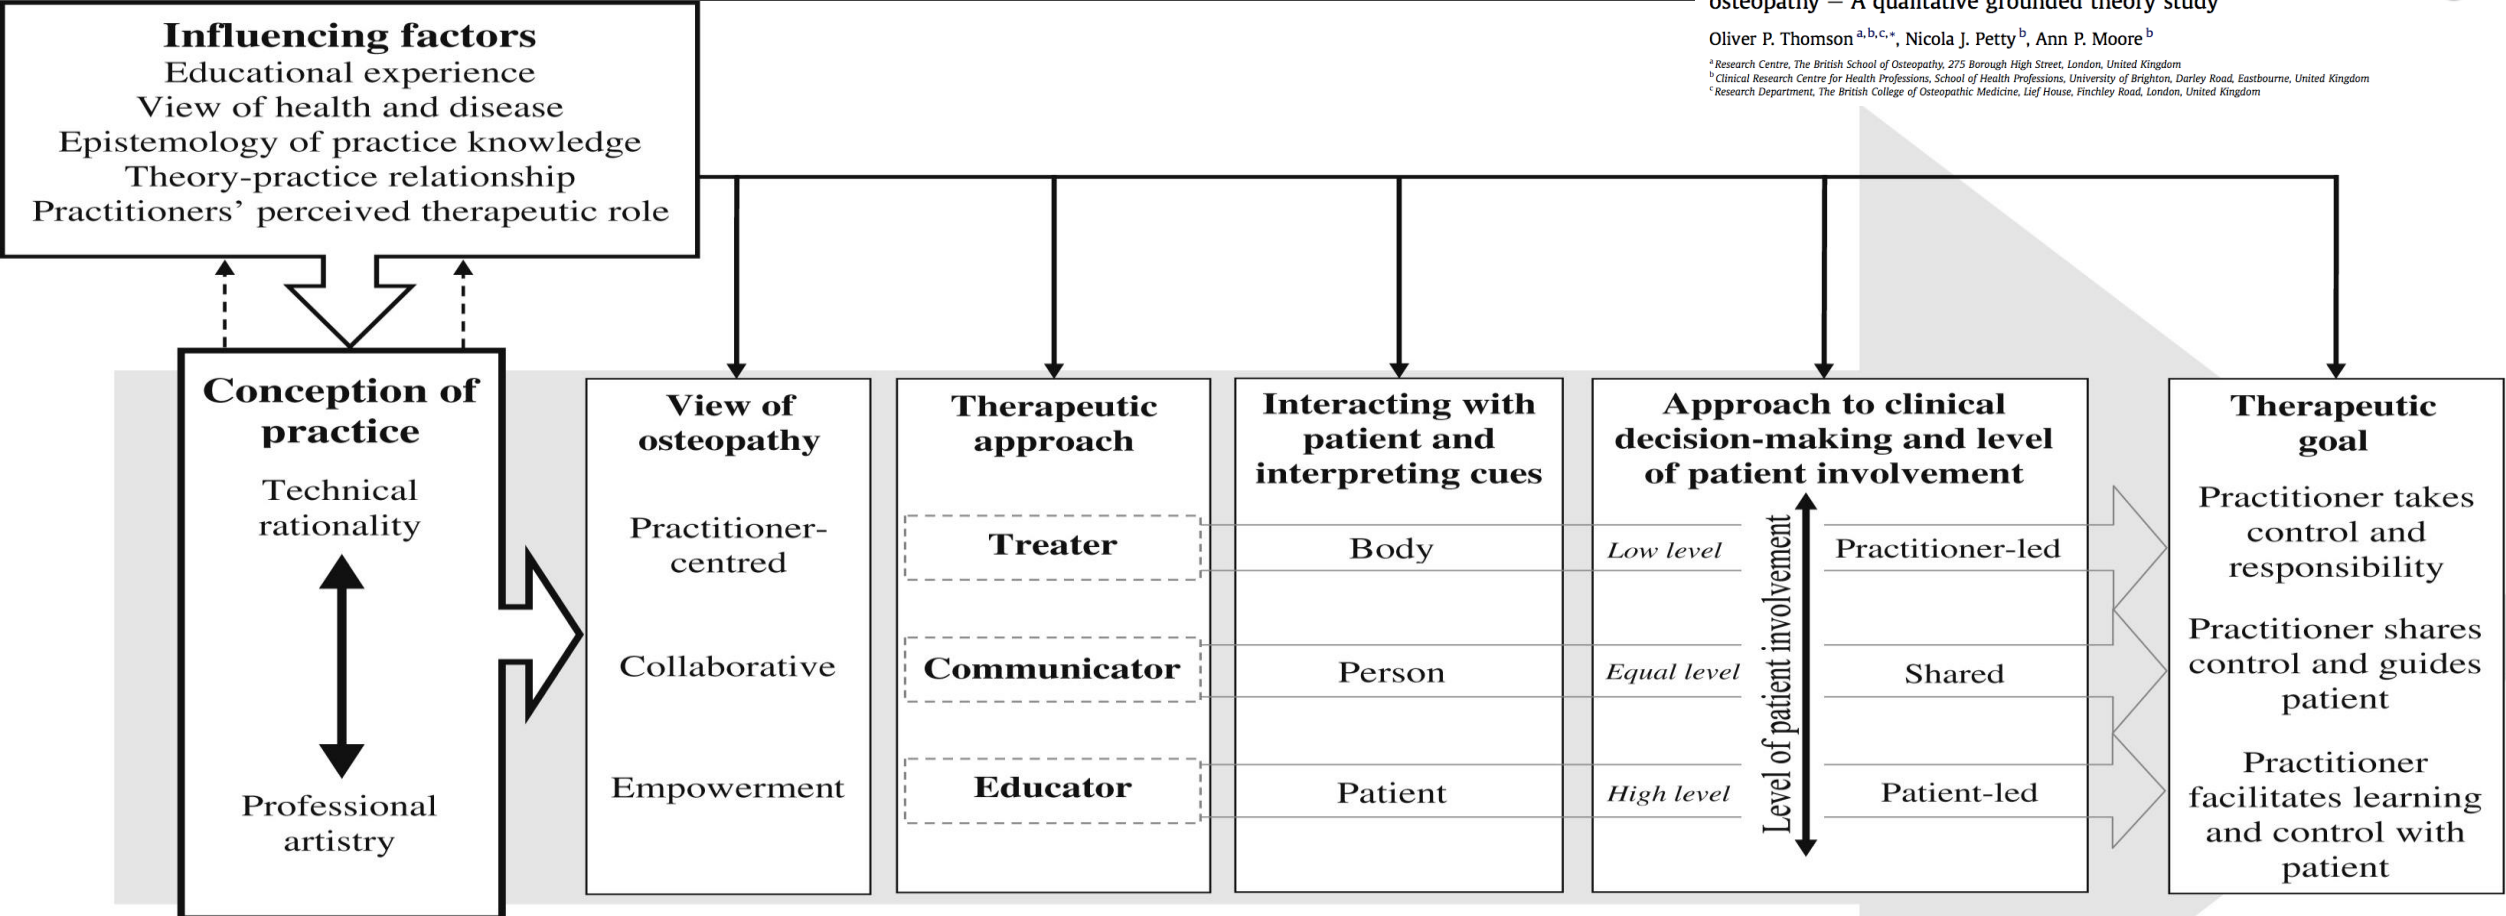 osteopathy – A qualitative grounded theory study
Oliver P. Thomson a,b,c,*, Nicola J. Petty b, Ann P. Moore b
a Research Centre, The British School of Osteopathy, 275 Borough High Street, London, United Kingdom
b Clinical Research Centre for Health Professions, School of Health Professions, University of Brighton, Darley Road, Eastbourne, United Kingdom
c Research Department, The British College of Osteopathic Medicine, Lief House, Finchley Road, London, United Kingdom
Influencing factors
Educational experience
View of health and disease
Epistemology of practice knowledge
Theory-practice relationship
Practitioners’ perceived therapeutic role
Conception of
practice
Technical
rationality
Professional
artistry
View of
osteopathy
Practitioner-
centred
Collaborative
Empowerment
Therapeutic
approach
Treater
Communicator
Educator
Interacting with
patient and
interpreting cues
Body
Person
Patient
Approach to clinical
decision-making and level
of patient involvement
Low level
Equal level
High level
Level of patient involvement
Practitioner-led
Shared
Patient-led
Therapeutic
goal
Practitioner takes
control and
responsibility
Practitioner shares
control and guides
patient
Practitioner
facilitates learning
and control with
patient